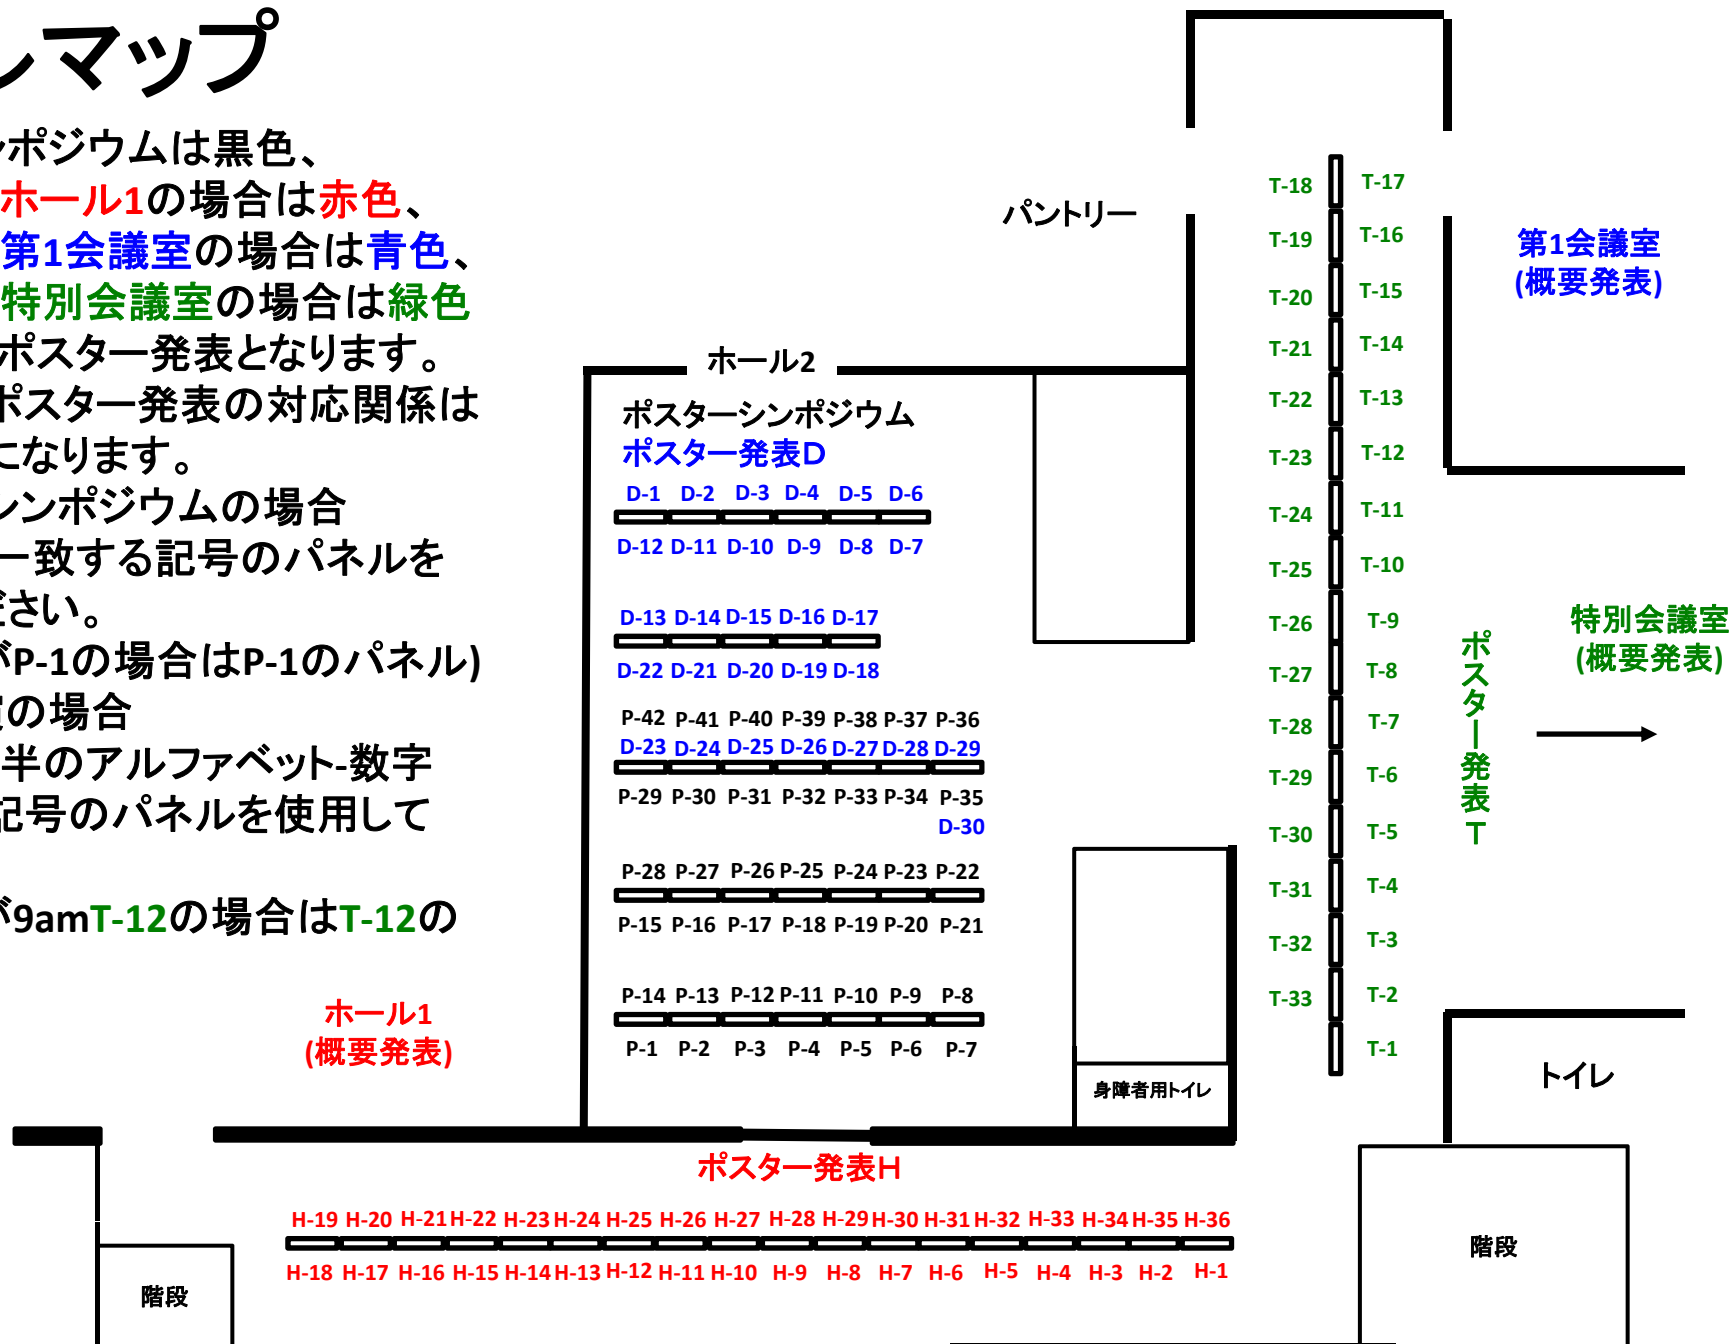 レマップ
ンポジウムは黒色、
ホール1の場合は赤色、
第1会議室の場合は青色、
特別会議室の場合は緑色
ポスター発表となります。
ポスター発表の対応関係は
になります。
シンポジウムの場合
一致する記号のパネルを
ださい。
がP-1の場合はP-1のパネル)
の場合
半のアルファベット-数字
記号のパネルを使用して
が9amT-12の場合はT-12の
ホール1
(概要発表)
パントリー
ホール2
ポスターシンポジウム
ポスター発表D
D-1 D-2 D-3 D-4 D-5 D-6
D-12 D-11 D-10 D-9 D-8 D-7
D-13 D-14 D-15 D-16 D-17
D-22 D-21 D-20 D-19 D-18
P-42 P-41 P-40 P-39 P-38 P-37 P-36
D-23 D-24 D-25 D-26 D-27 D-28 D-29
P-29 P-30 P-31 P-32 P-33 P-34 P-35
D-30
P-28 P-27 P-26 P-25 P-24 P-23 P-22
P-15 P-16 P-17 P-18 P-19 P-20 P-21
P-14 P-13 P-12 P-11 P-10 P-9 P-8
P-1 P-2 P-3 P-4 P-5 P-6 P-7
身障者用トイレ
T-18 T-17
T-19 T-16
T-20 T-15
T-21 T-14
T-22 T-13
T-23 T-12
T-24 T-11
T-25 T-10
T-26 T-9
T-27 T-8
T-28 T-7
T-29 T-6
T-30 T-5
T-31 T-4
T-32 T-3
T-33 T-2
T-1
第1会議室
(概要発表)
ポスター発表T
特別会議室
(概要発表)
トイレ
ポスター発表H
H-19 H-20 H-21 H-22 H-23 H-24 H-25 H-26 H-27 H-28 H-29 H-30 H-31 H-32 H-33 H-34 H-35 H-36
H-18 H-17 H-16 H-15 H-14 H-13 H-12 H-11 H-10 H-9 H-8 H-7 H-6 H-5 H-4 H-3 H-2 H-1
階段
階段